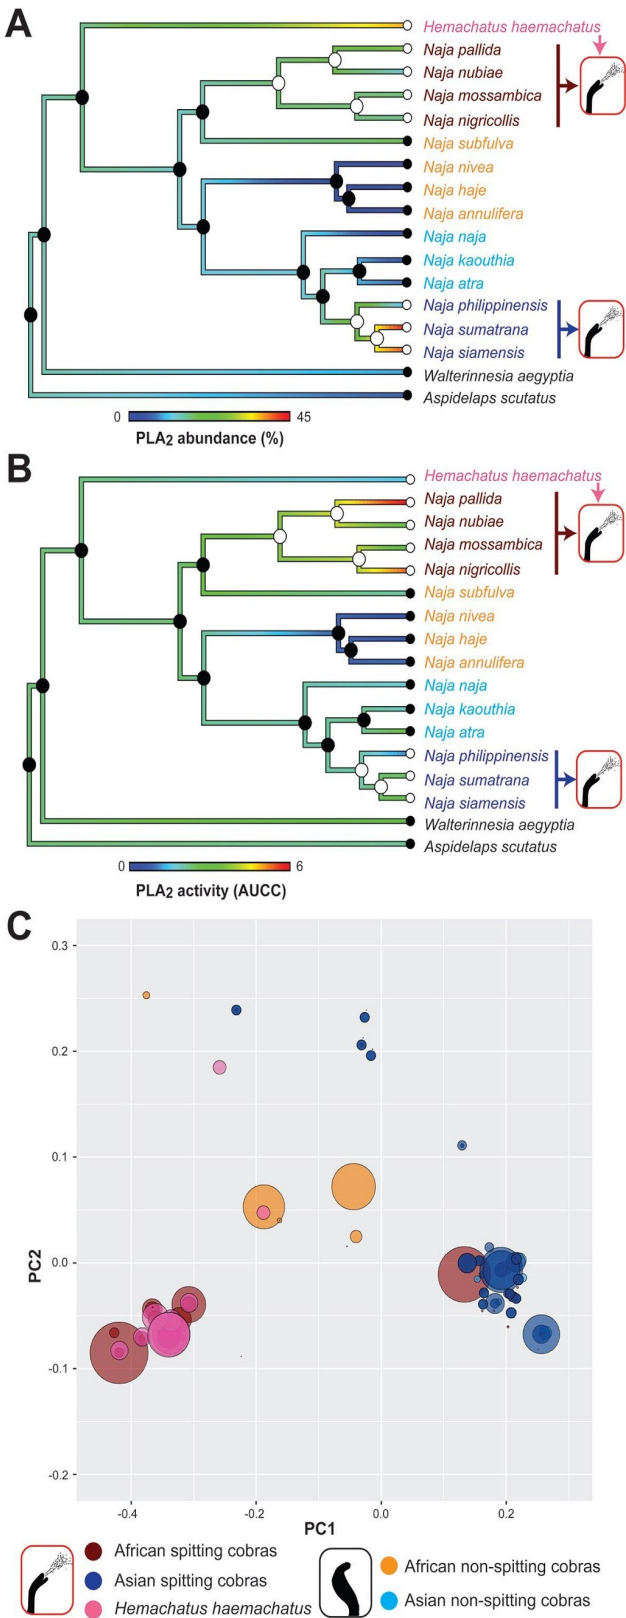 A
Hemachatus haemachatus
Naja pallida
Naja nubiae
Naja mossambica
Naja nigricollis
Naja subfulva
Naja nivea
Naja haje
Naja annulifera
Naja naja
Naja kaouthia
Naja atra
Naja philippinensis
Naja sumatrana
Naja siamensis
Walterinnesia aegyptia
Aspidelaps scutatus
0 45
PLA2 abundance (%)
B
Hemachatus haemachatus
Naja pallida
Naja nubiae
Naja mossambica
Naja nigricollis
Naja subfulva
Naja nivea
Naja haje
Naja annulifera
Naja naja
Naja kaouthia
Naja atra
Naja philippinensis
Naja sumatrana
Naja siamensis
Walterinnesia aegyptia
Aspidelaps scutatus
0 6
PLA2 activity (AUCC)
C
0.3
0.2
0.1
0.0
-0.1
-0.2
PC2
-0.4 -0.2 0.0 0.2
PC1
African spitting cobras
Asian spitting cobras
Hemachatus haemachatus
African non-spitting cobras
Asian non-spitting cobras